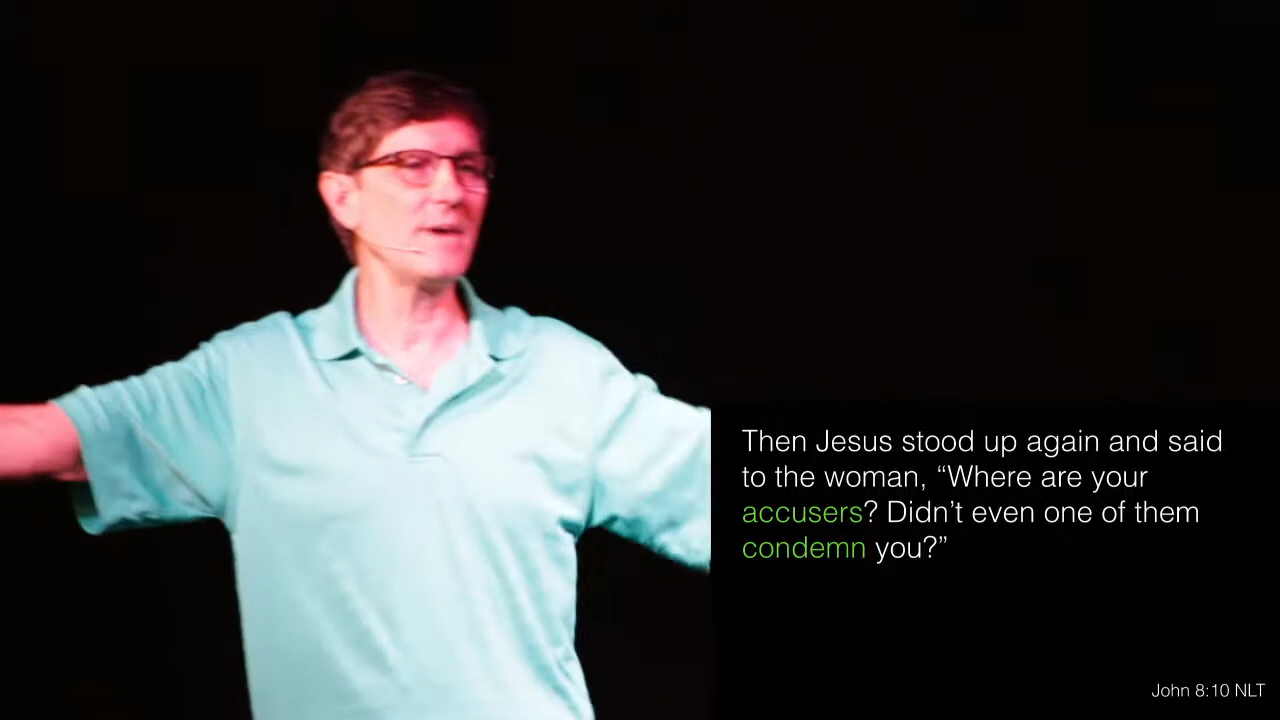 Then Jesus stood up again and said
to the woman, “Where are your
accusers? Didn’t even one of them
condemn you?”
John 8:10 NLT